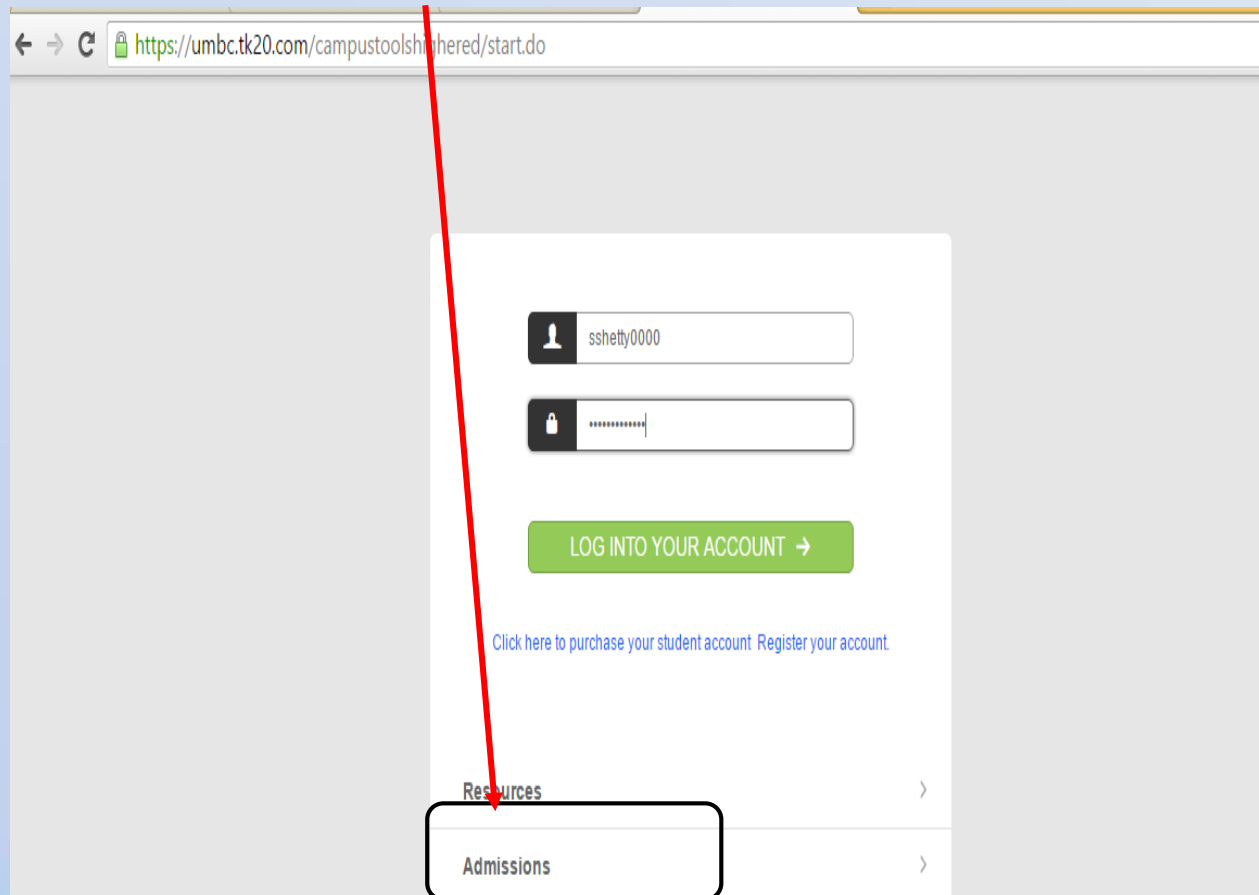 https://umbc.tk20.com/campustoolshighered/start.do
sshetty0000
•••••••••••••
LOG INTO YOUR ACCOUNT →
Click here to purchase your student account Register your account.
Resources
Admissions